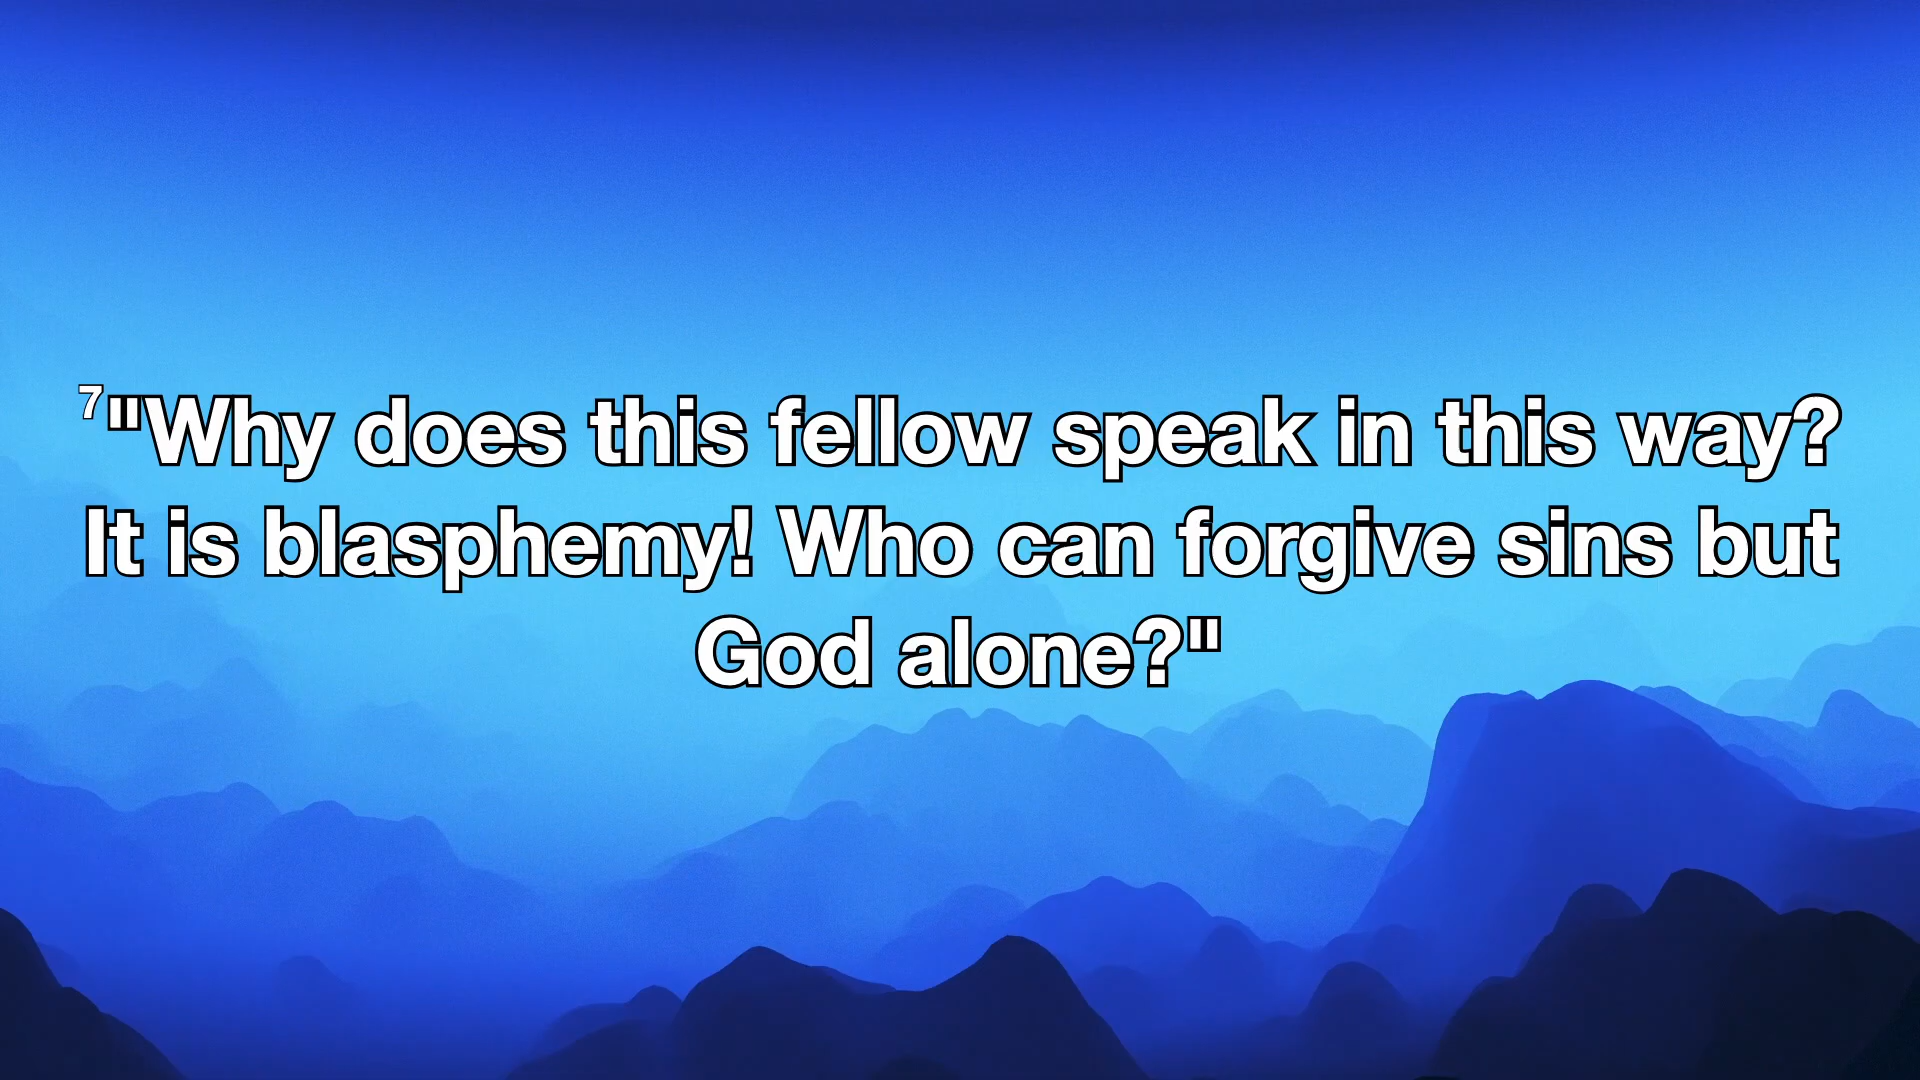 7"Why does this fellow speak in this way?
It is blasphemy! Who can forgive sins but
God alone?"